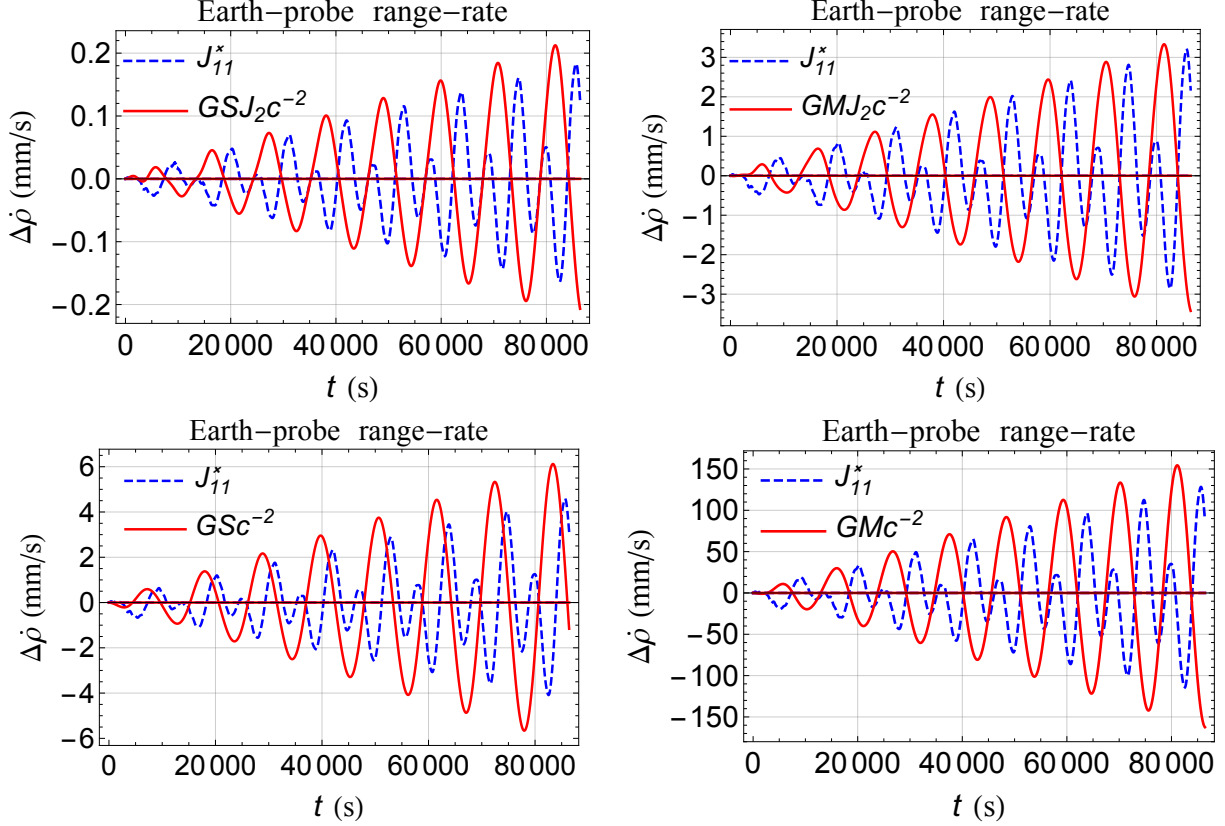 Earth−probe range−rate
J*11
GSJ2c−2
Δρ̇ (mm/s)
0.2
0.1
0.0
−0.1
−0.2
0 20 000 40 000 60 000 80 000
t (s)
Earth−probe range−rate
J*11
GMJ2c−2
Δρ̇ (mm/s)
3
2
1
0
−1
−2
−3
0 20 000 40 000 60 000 80 000
t (s)
Earth−probe range−rate
J*11
GSc−2
Δρ̇ (mm/s)
6
4
2
0
−2
−4
−6
0 20 000 40 000 60 000 80 000
t (s)
Earth−probe range−rate
J*11
GMc−2
Δρ̇ (mm/s)
150
100
50
0
−50
−100
−150
0 20 000 40 000 60 000 80 000
t (s)